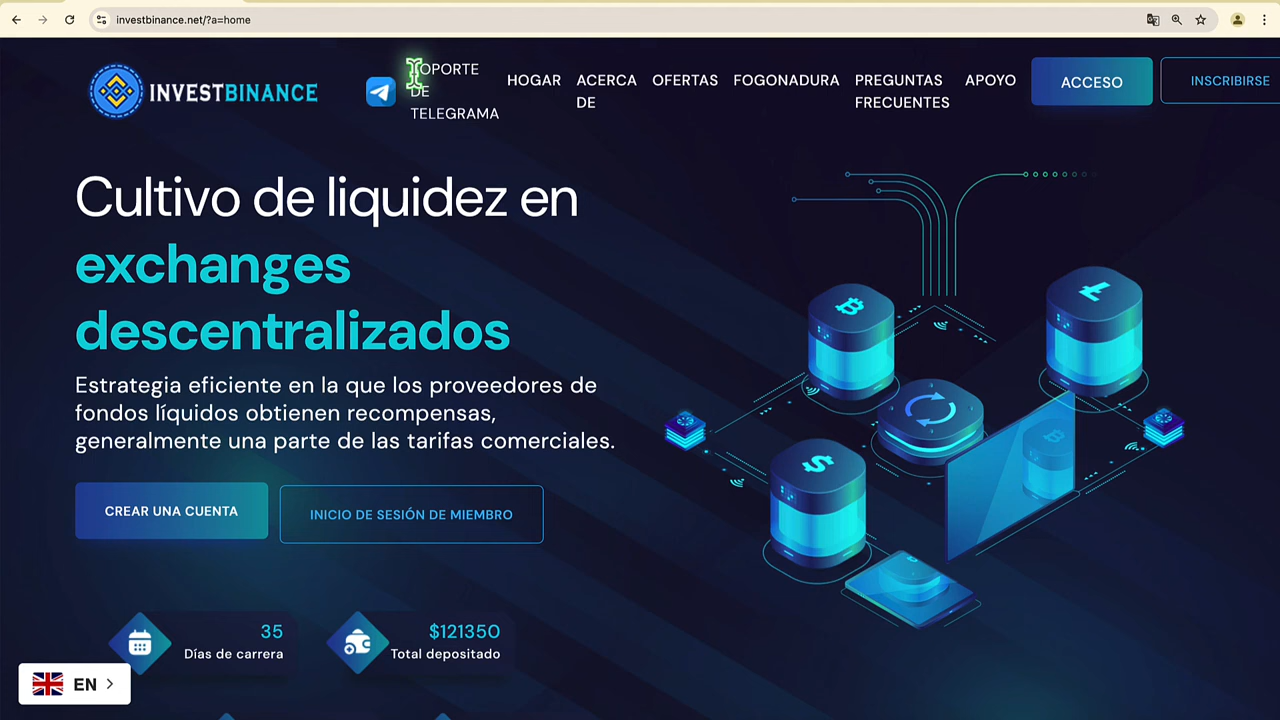 investbinance.net/?a=home
INVESTBINANCE
SOPORTE
DE
TELEGRAMA
HOGAR
ACERCA
DE
OFERTAS
FOGONADURA
PREGUNTAS
FRECUENTES
APOYO
ACCESO
INSCRIBIRSE
Cultivo de liquidez en
exchanges
descentralizados
Estrategia eficiente en la que los proveedores de
fondos líquidos obtienen recompensas,
generalmente una parte de las tarifas comerciales.
CREAR UNA CUENTA
INICIO DE SESIÓN DE MIEMBRO
35
Días de carrera
$121350
Total depositado
EN